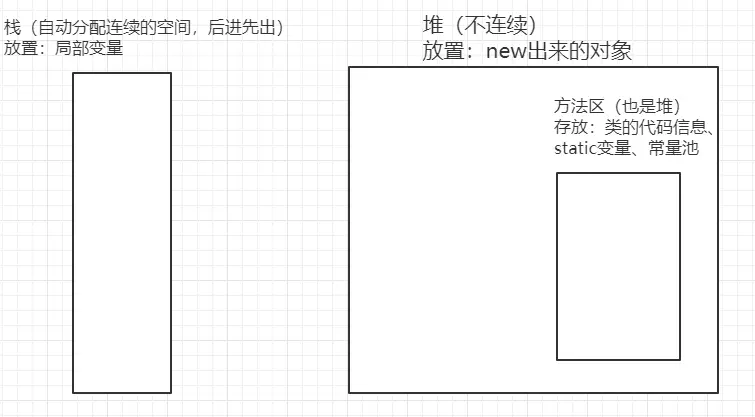 栈（自动分配连续的空间，后进先出）
放置：局部变量
堆（不连续）
放置：new出来的对象
方法区（也是堆）
存放：类的代码信息、
static变量、常量池